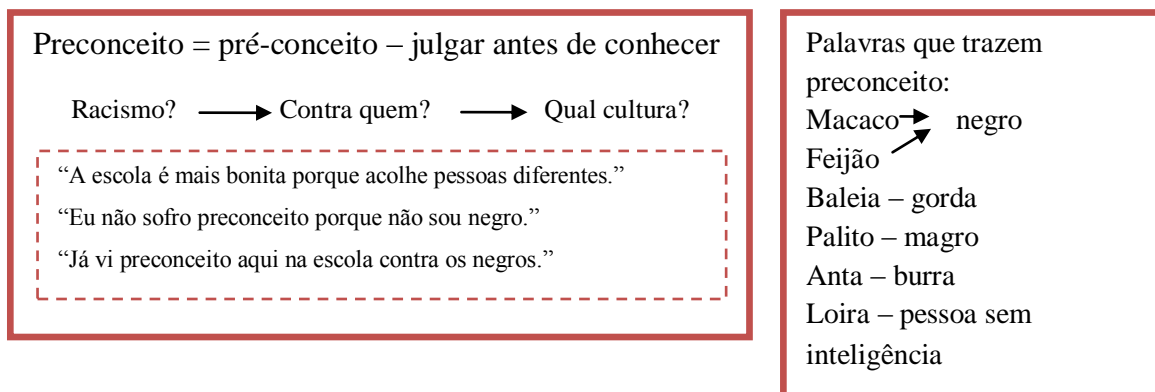 Preconceito = pré-conceito – julgar antes de conhecer
Racismo? Contra quem? Qual cultura?
“A escola é mais bonita porque acolhe pessoas diferentes.”
“Eu não sofro preconceito porque não sou negro.”
“Já vi preconceito aqui na escola contra os negros.”
Palavras que trazem
preconceito:
Macaco negro
Feijão
Baleia – gorda
Palito – magro
Anta – burra
Loira – pessoa sem
inteligência